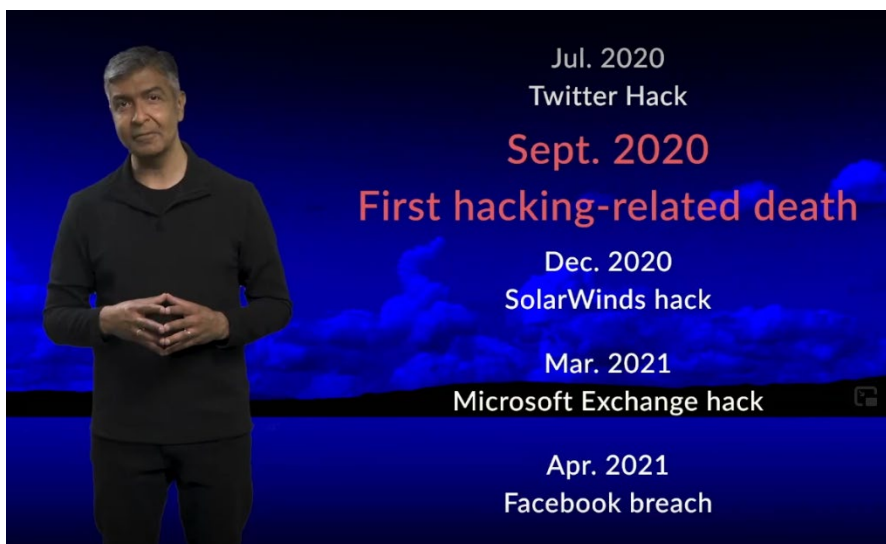 Jul. 2020
Twitter Hack
Sept. 2020
First hacking-related death
Dec. 2020
SolarWinds hack
Mar. 2021
Microsoft Exchange hack
Apr. 2021
Facebook breach